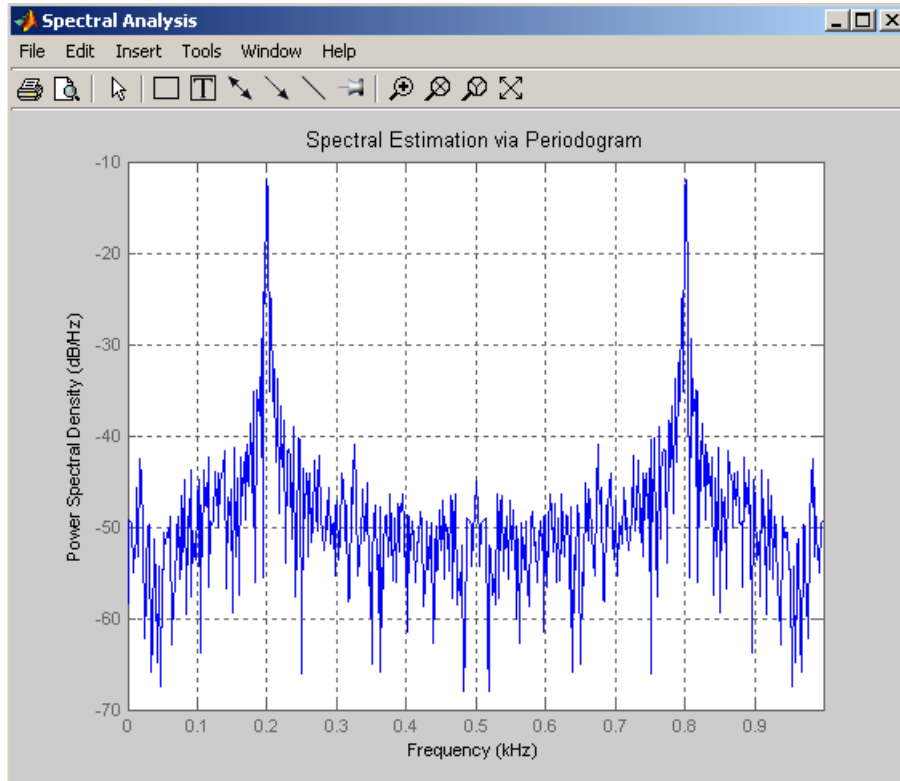 Spectral Analysis
File Edit Insert Tools Window Help
T
Spectral Estimation via Periodogram
-10
-20
-30
-40
-50
-60
-70
Power Spectral Density (dB/Hz)
0 0.1 0.2 0.3 0.4 0.5 0.6 0.7 0.8 0.9
Frequency (kHz)